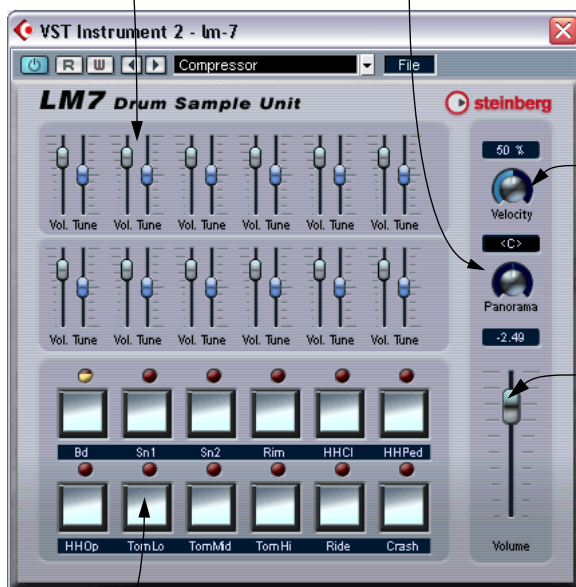 VST Instrument 2 - lm-7
R W Compressor File
LM7 Drum Sample Unit steinberg
50 %
Vol. Tune Vol. Tune Vol. Tune Vol. Tune Vol. Tune Vol. Tune
Velocity
<C>
Panorama
Vol. Tune Vol. Tune Vol. Tune Vol. Tune Vol. Tune Vol. Tune
-2.49
Bd Sn1 Sn2 Rim HHCl HHPed
HHOp TomLo TomMid TomHi Ride Crash
Volume